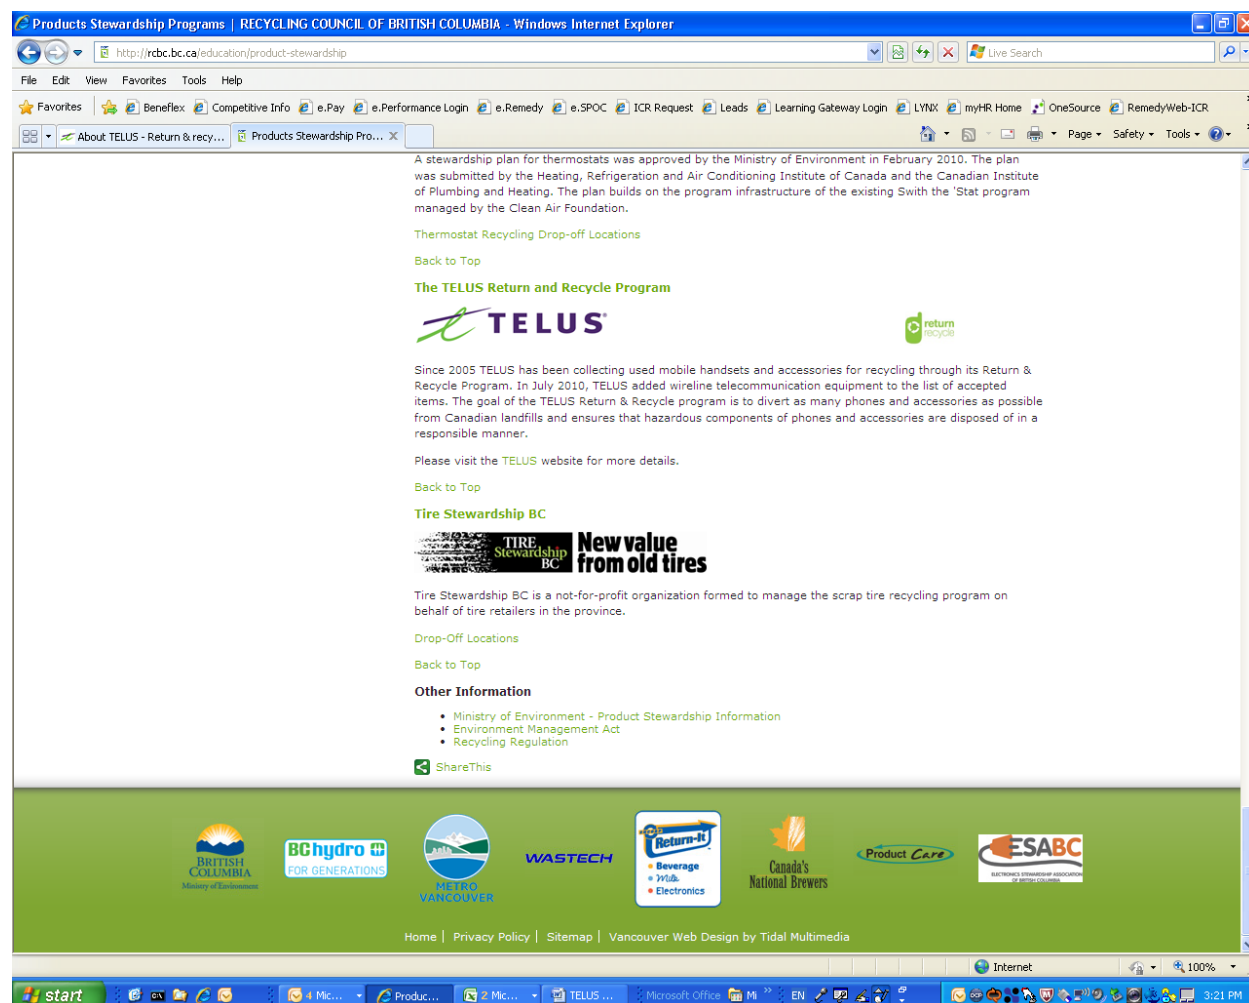 Products Stewardship Programs | RECYCLING COUNCIL OF BRITISH COLUMBIA - Windows Internet Explorer
http://rcbc.bc.ca/education/product-stewardship
Live Search
File Edit View Favorites Tools Help
Favorites Beneflex Competitive Info e.Pay e.Performance Login e.Remedy e.SPOC ICR Request Leads Learning Gateway Login LYNX myHR Home OneSource RemedyWeb-ICR
About TELUS - Return & recy... Products Stewardship Pro... X Page Safety Tools
A stewardship plan for thermostats was approved by the Ministry of Environment in February 2010. The plan
was submitted by the Heating, Refrigeration and Air Conditioning Institute of Canada and the Canadian Institute
of Plumbing and Heating. The plan builds on the program infrastructure of the existing Swith the 'Stat program
managed by the Clean Air Foundation.
Thermostat Recycling Drop-off Locations
Back to Top
The TELUS Return and Recycle Program
TELUS®
return
recycle
Since 2005 TELUS has been collecting used mobile handsets and accessories for recycling through its Return &
Recycle Program. In July 2010, TELUS added wireline telecommunication equipment to the list of accepted
items. The goal of the TELUS Return & Recycle program is to divert as many phones and accessories as possible
from Canadian landfills and ensures that hazardous components of phones and accessories are disposed of in a
responsible manner.
Please visit the TELUS website for more details.
Back to Top
Tire Stewardship BC
TIRE
Stewardship
BC
New value
from old tires
Tire Stewardship BC is a not-for-profit organization formed to manage the scrap tire recycling program on
behalf of tire retailers in the province.
Drop-Off Locations
Back to Top
Other Information
• Ministry of Environment - Product Stewardship Information
• Environment Management Act
• Recycling Regulation
ShareThis
BRITISH
COLUMBIA
Ministry of Environment
BC hydro
FOR GENERATIONS
METRO
VANCOUVER
WASTECH
Return-It
• Beverage
• Milk
• Electronics
Canada's
National Brewers
Product Care
ESABC
ELECTRONICS STEWARDSHIP ASSOCIATION
OF BRITISH COLUMBIA
Home | Privacy Policy | Sitemap | Vancouver Web Design by Tidal Multimedia
Internet 100%
start 4 Mic... Produc... 2 Mic... TELUS ... Microsoft Office Mi » EN 3:21 PM